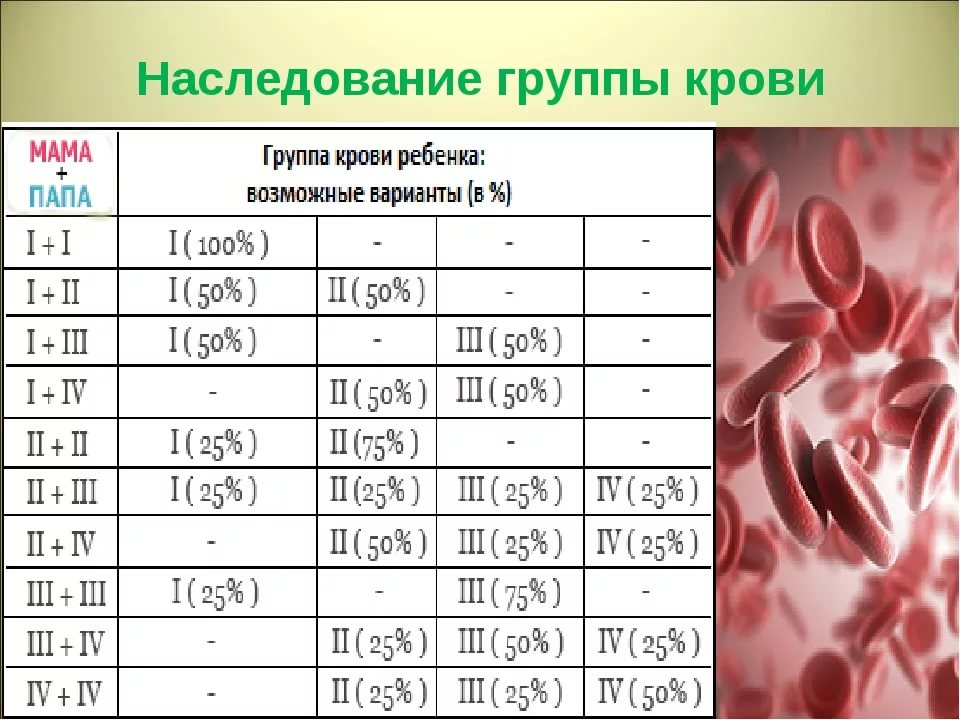 Наследование группы крови
МАМА
+
ПАПА
Группа крови ребенка:
возможные варианты (в %)
I + I I ( 100% ) - - -
I + II I ( 50% ) II ( 50% ) - -
I + III I ( 50% ) - III ( 50% ) -
I + IV - II ( 50% ) III ( 50% ) -
II + II I ( 25% ) II (75% ) - -
II + III I ( 25% ) II (25% ) III ( 25% ) IV ( 25% )
II + IV - II ( 50% ) III ( 25% ) IV ( 25% )
III + III I ( 25% ) - III ( 75% ) -
III + IV - II ( 25% ) III ( 50% ) IV ( 25% )
IV + IV - II ( 25% ) III ( 25% ) IV ( 50% )